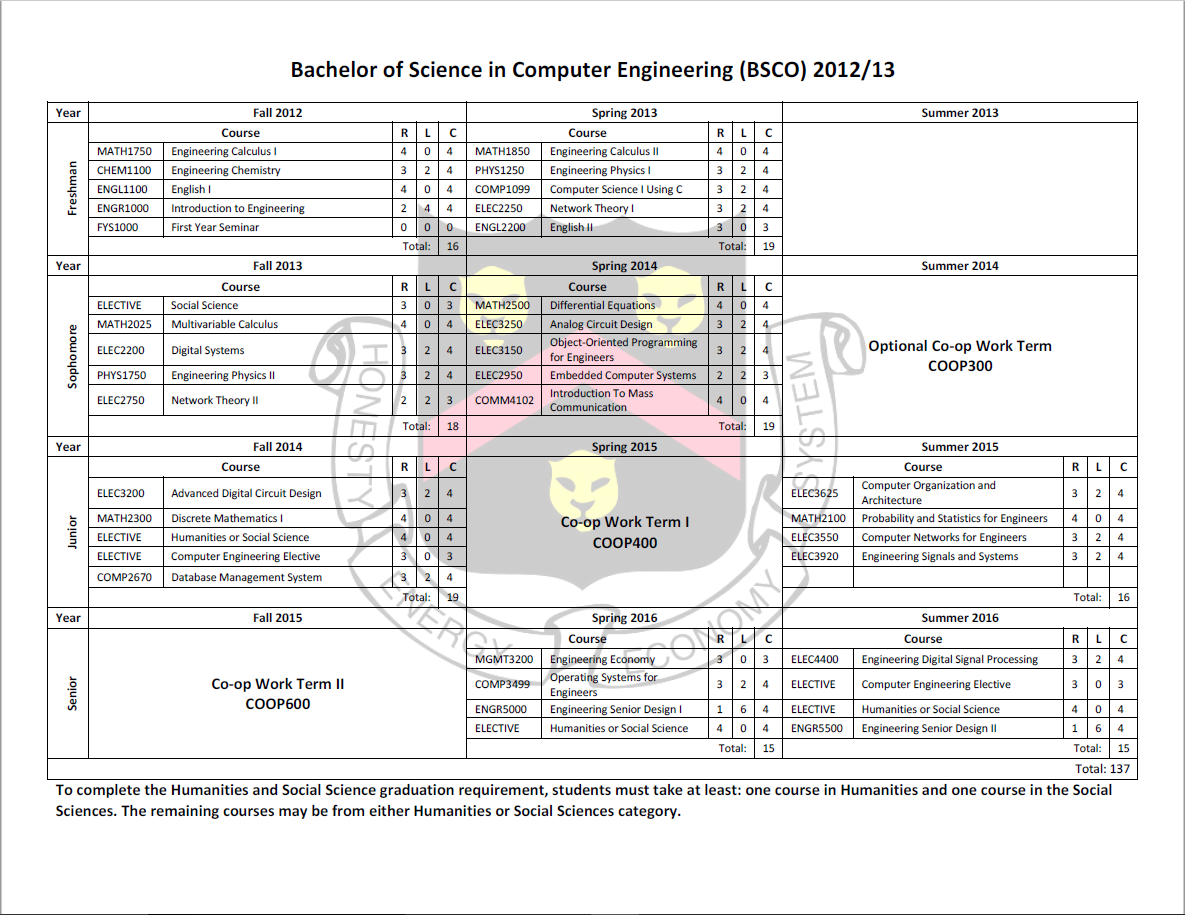 Bachelor of Science in Computer Engineering (BSCO) 2012/13
Year Fall 2012 Spring 2013 Summer 2013
Freshman
Course R L C Course R L C
MATH1750 Engineering Calculus I 4 0 4 MATH1850 Engineering Calculus II 4 0 4
CHEM1100 Engineering Chemistry 3 2 4 PHYS1250 Engineering Physics I 3 2 4
ENGL1100 English I 4 0 4 COMP1099 Computer Science I Using C 3 2 4
ENGR1000 Introduction to Engineering 2 4 4 ELEC2250 Network Theory I 3 2 4
FYS1000 First Year Seminar 0 0 0 ENGL2200 English II 3 0 3
Total: 16 Total: 19
Year Fall 2013 Spring 2014 Summer 2014
Sophomore
Course R L C Course R L C
ELECTIVE Social Science 3 0 3 MATH2500 Differential Equations 4 0 4
MATH2025 Multivariable Calculus 4 0 4 ELEC3250 Analog Circuit Design 3 2 4
ELEC2200 Digital Systems 3 2 4 ELEC3150 Object-Oriented Programming
for Engineers 3 2 4
PHYS1750 Engineering Physics II 3 2 4 ELEC2950 Embedded Computer Systems 2 2 3
ELEC2750 Network Theory II 2 2 3 COMM4102 Introduction To Mass
Communication 4 0 4
Total: 18 Total: 19
Optional Co-op Work Term
COOP300
Year Fall 2014 Spring 2015 Summer 2015
Junior
Course R L C Course R L C
ELEC3200 Advanced Digital Circuit Design 3 2 4 ELEC3625 Computer Organization and
Architecture 3 2 4
MATH2300 Discrete Mathematics I 4 0 4 MATH2100 Probability and Statistics for Engineers 4 0 4
ELECTIVE Humanities or Social Science 4 0 4 ELEC3550 Computer Networks for Engineers 3 2 4
ELECTIVE Computer Engineering Elective 3 0 3 ELEC3920 Engineering Signals and Systems 3 2 4
COMP2670 Database Management System 3 2 4
Total: 19 Total: 16
Co-op Work Term I
COOP400
Year Fall 2015 Spring 2016 Summer 2016
Senior
Course R L C Course R L C
MGMT3200 Engineering Economy 3 0 3 ELEC4400 Engineering Digital Signal Processing 3 2 4
COMP3499 Operating Systems for
Engineers 3 2 4 ELECTIVE Computer Engineering Elective 3 0 3
ENGR5000 Engineering Senior Design I 1 6 4 ELECTIVE Humanities or Social Science 4 0 4
ELECTIVE Humanities or Social Science 4 0 4 ENGR5500 Engineering Senior Design II 1 6 4
Total: 15 Total: 15
Co-op Work Term II
COOP600
Total: 137
To complete the Humanities and Social Science graduation requirement, students must take at least: one course in Humanities and one course in the Social
Sciences. The remaining courses may be from either Humanities or Social Sciences category.
HONESTY
ENERGY
ECONOMY
SYSTEM